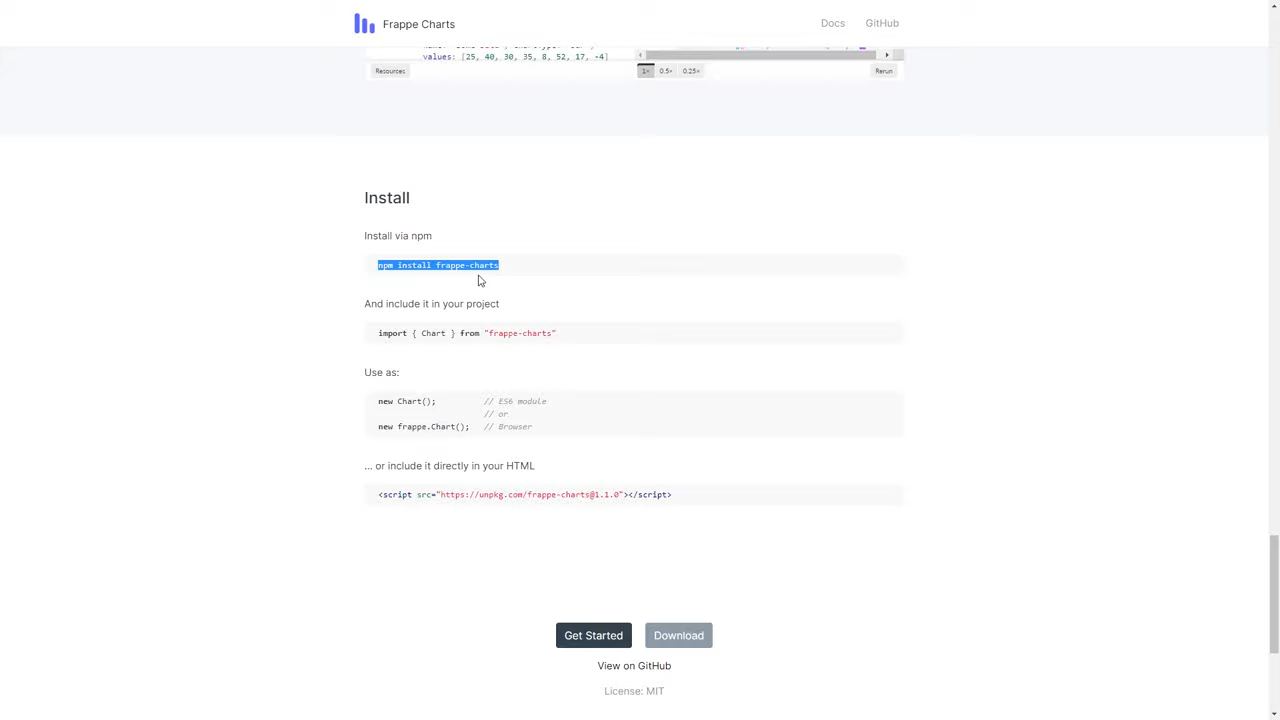 Frappe Charts
Docs
GitHub
values: [25, 40, 30, 35, 8, 52, 17, -4]
Resources
1×
0.5×
0.25×
Rerun
Install
Install via npm
npm install frappe-charts
And include it in your project
import { Chart } from "frappe-charts"
Use as:
new Chart(); // ES6 module
// or
new frappe.Chart(); // Browser
... or include it directly in your HTML
<script src="https://unpkg.com/frappe-charts@1.1.0"></script>
Get Started
Download
View on GitHub
License: MIT